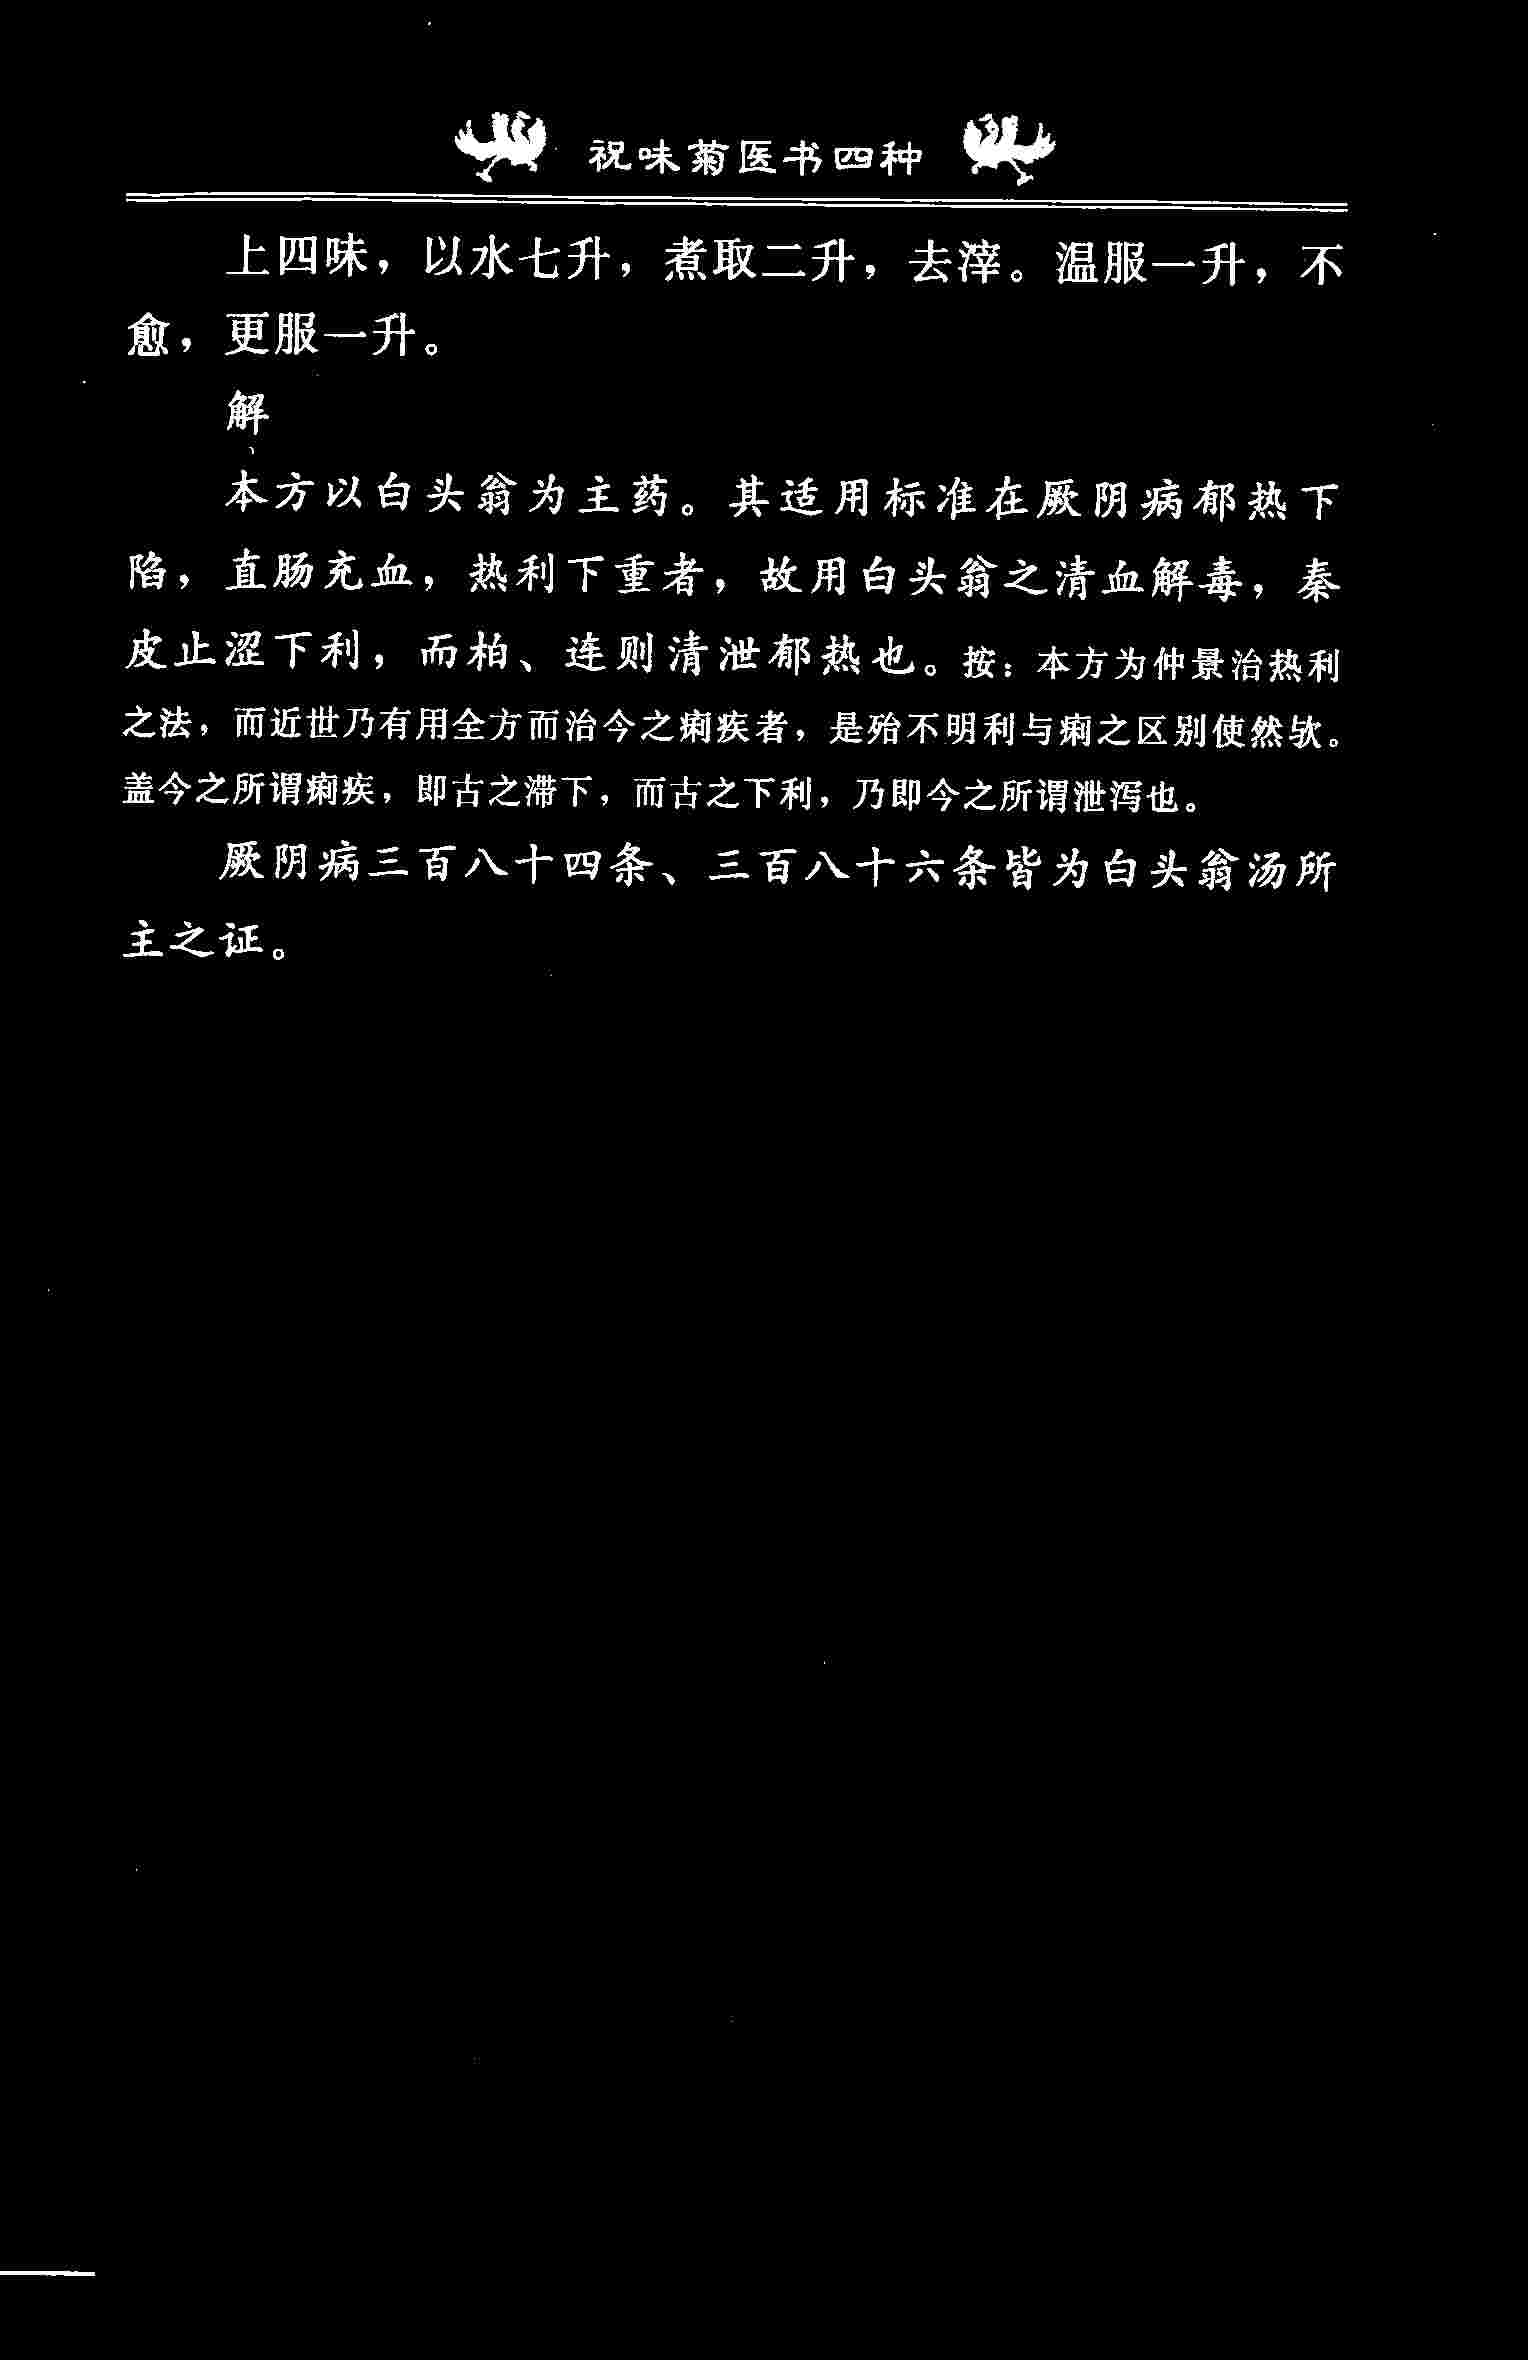 祝味菊医书四种
上四味，以水七升，煮取二升，去滓。温服一升，不
愈，更服一升。
解
本方以白头翁为主药。其适用标准在厥阴病郁热下
陷，直肠充血，热利下重者，故用白头翁之清血解毒，秦
皮止涩下利，而柏、连则清泄郁热也。按：本方为仲景治热利
之法，而近世乃有用全方而治今之痢疾者，是殆不明利与痢之区别使然欤。
盖今之所谓痢疾，即古之滞下，而古之下利，乃即今之所谓泄泻也。
厥阴病三百八十四条、三百八十六条皆为白头翁汤所
主之证。